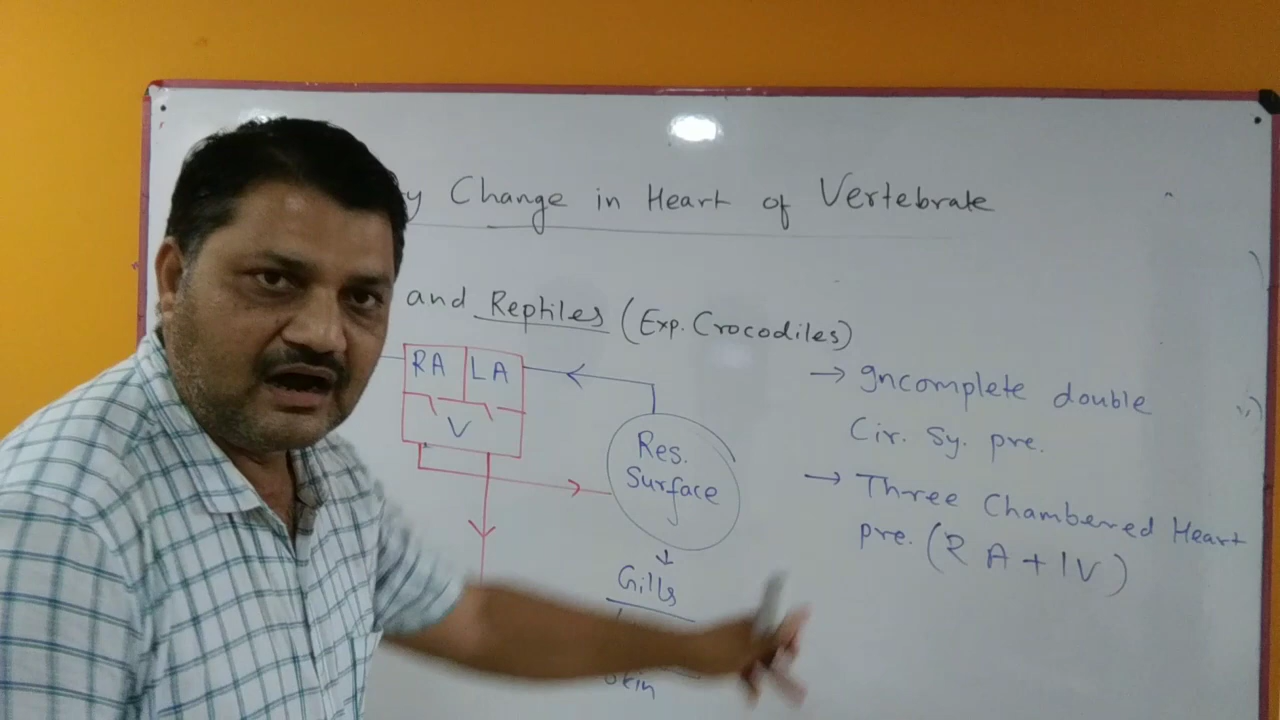 y Change in Heart of Vertebrate
and Reptiles (Exp. Crocodiles)
RA LA
V
Res.
Surface
Gills
Skin
→ Incomplete double
Cir. Sy. pre.
→ Three Chambered Heart
pre. (2 A + 1 V)